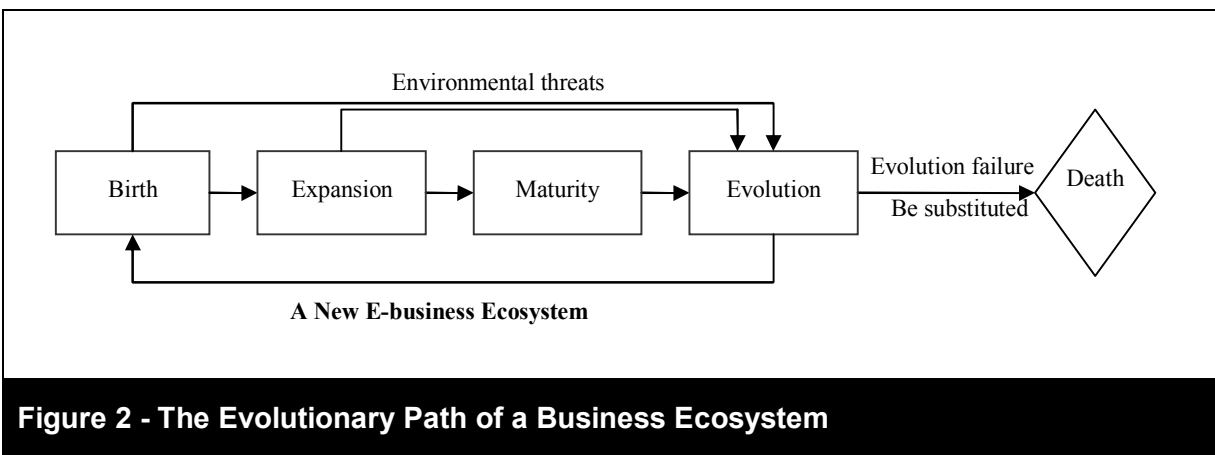 Environmental threats
Birth
Expansion
Maturity
Evolution
Evolution failure
Be substituted
Death
A New E-business Ecosystem
Figure 2 - The Evolutionary Path of a Business Ecosystem